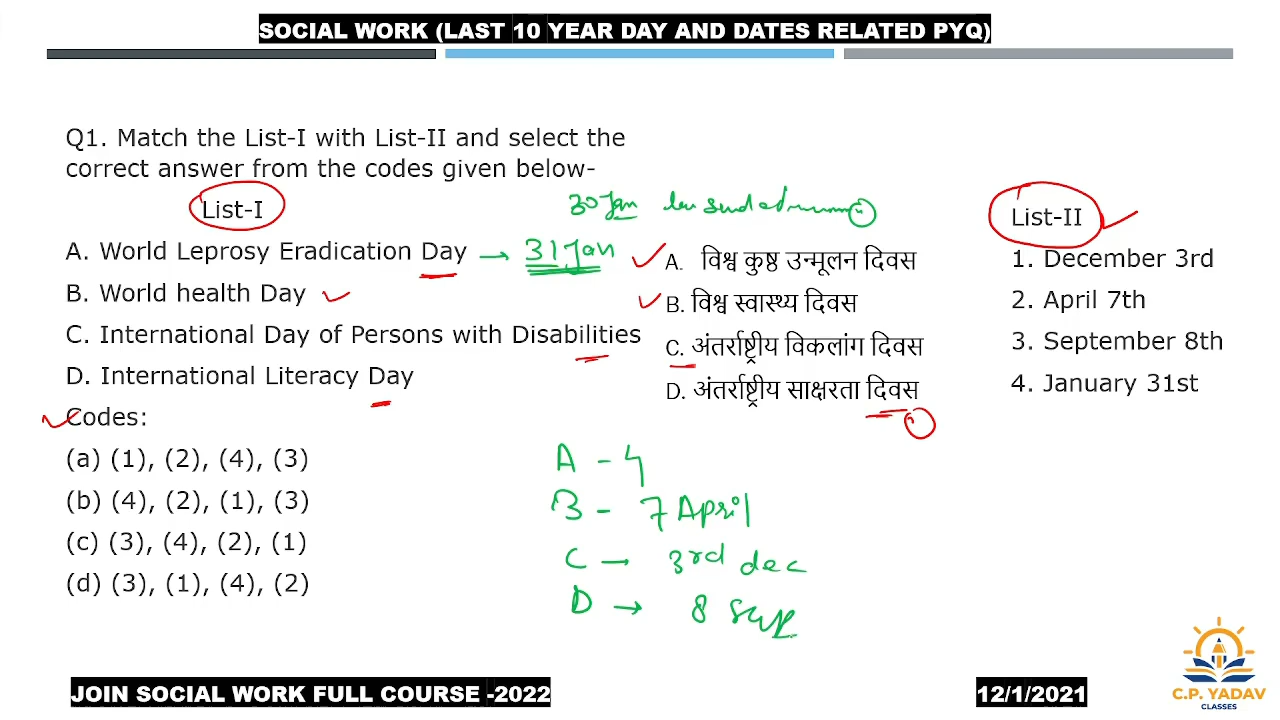 SOCIAL WORK (LAST 10 YEAR DAY AND DATES RELATED PYQ)
Q1. Match the List-I with List-II and select the
correct answer from the codes given below-
List-I
30 Jan
List-II
A. World Leprosy Eradication Day → 31 Jan
B. World health Day
C. International Day of Persons with Disabilities
D. International Literacy Day
A. विश्व कुष्ठ उन्मूलन दिवस
B. विश्व स्वास्थ्य दिवस
C. अंतर्राष्ट्रीय विकलांग दिवस
D. अंतर्राष्ट्रीय साक्षरता दिवस
1. December 3rd
2. April 7th
3. September 8th
4. January 31st
Codes:
(a) (1), (2), (4), (3)
(b) (4), (2), (1), (3)
(c) (3), (4), (2), (1)
(d) (3), (1), (4), (2)
A - 4
B - 7 April
C → 3rd dec
D → 8
JOIN SOCIAL WORK FULL COURSE -2022
12/1/2021
C.P. YADAV
CLASSES